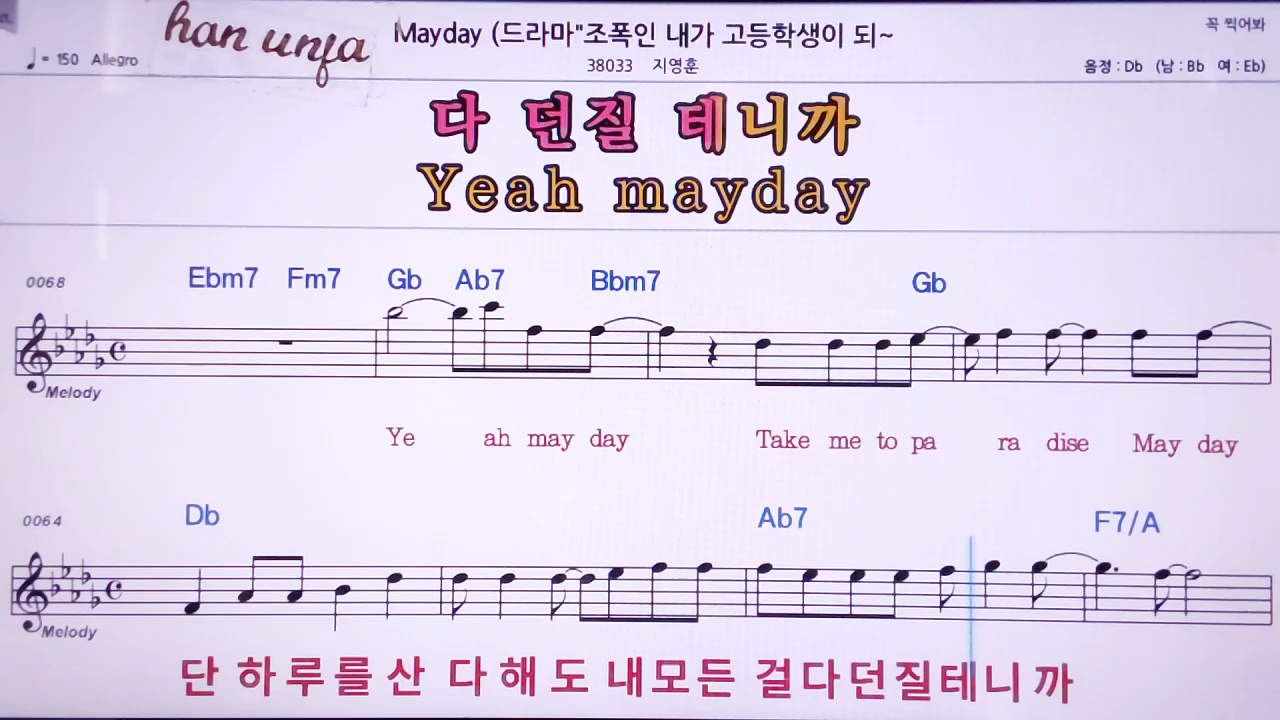 han unja
Mayday (드라마"조폭인 내가 고등학생이 되~
꼭 찍어봐
♩= 150 Allegro
38033 지영훈
음정 : Db (남 : Bb 여 : Eb)
다 던질 테니까
Yeah mayday
0068
Ebm7 Fm7 Gb Ab7 Bbm7 Gb
Melody
Ye ah may day Take me to pa ra dise May day
0064
Db Ab7 F7/A
Melody
단 하루를 산 다해도 내모든 걸다던질테니까